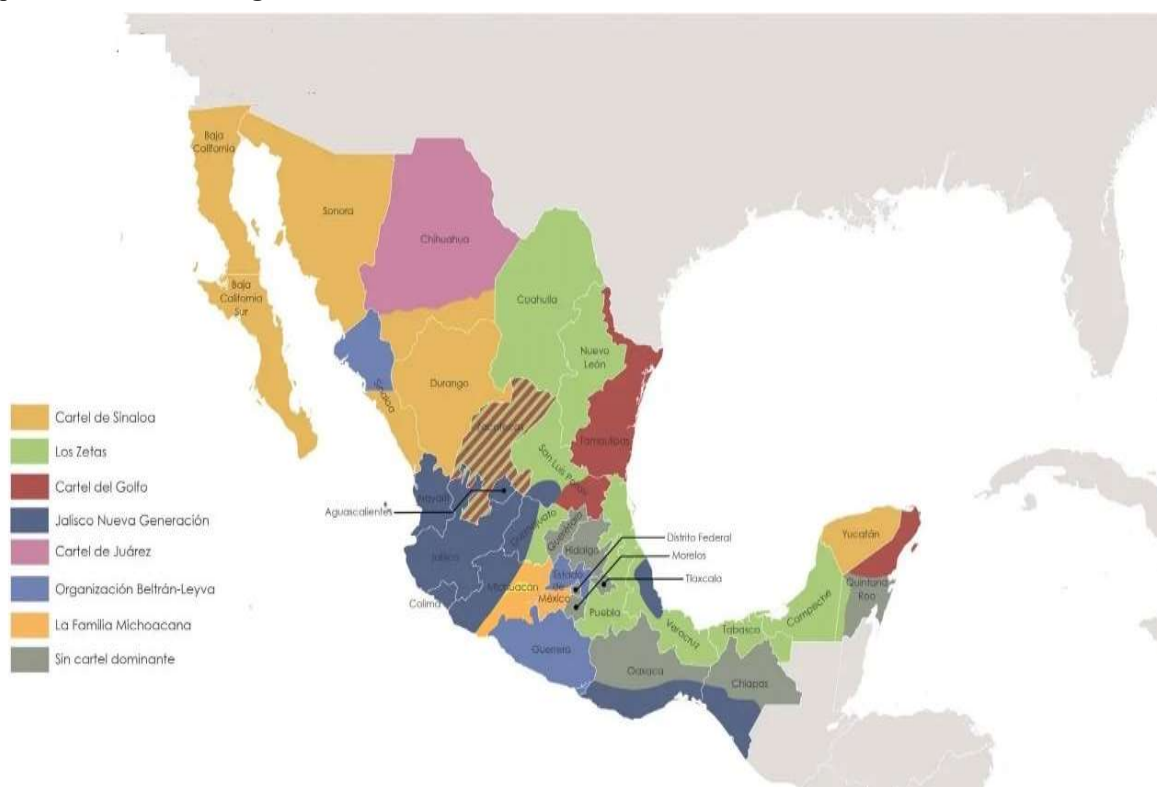 Baja
California
Sonora
Chihuahua
Baja
California
Sur
Coahuila
Nuevo
León
Sinaloa
Durango
Zacatecas
Tamaulipas
San Luis Potosí
Nayarit
Aguascalientes
Jalisco
Guanajuato
Querétaro
Hidalgo
Distrito Federal
Morelos
Tlaxcala
Colima
Michoacán
Estado
de
México
Puebla
Veracruz
Guerrero
Oaxaca
Tabasco
Chiapas
Campeche
Yucatán
Quintana
Roo
Cartel de Sinaloa
Los Zetas
Cartel del Golfo
Jalisco Nueva Generación
Cartel de Juárez
Organización Beltrán-Leyva
La Familia Michoacana
Sin cartel dominante